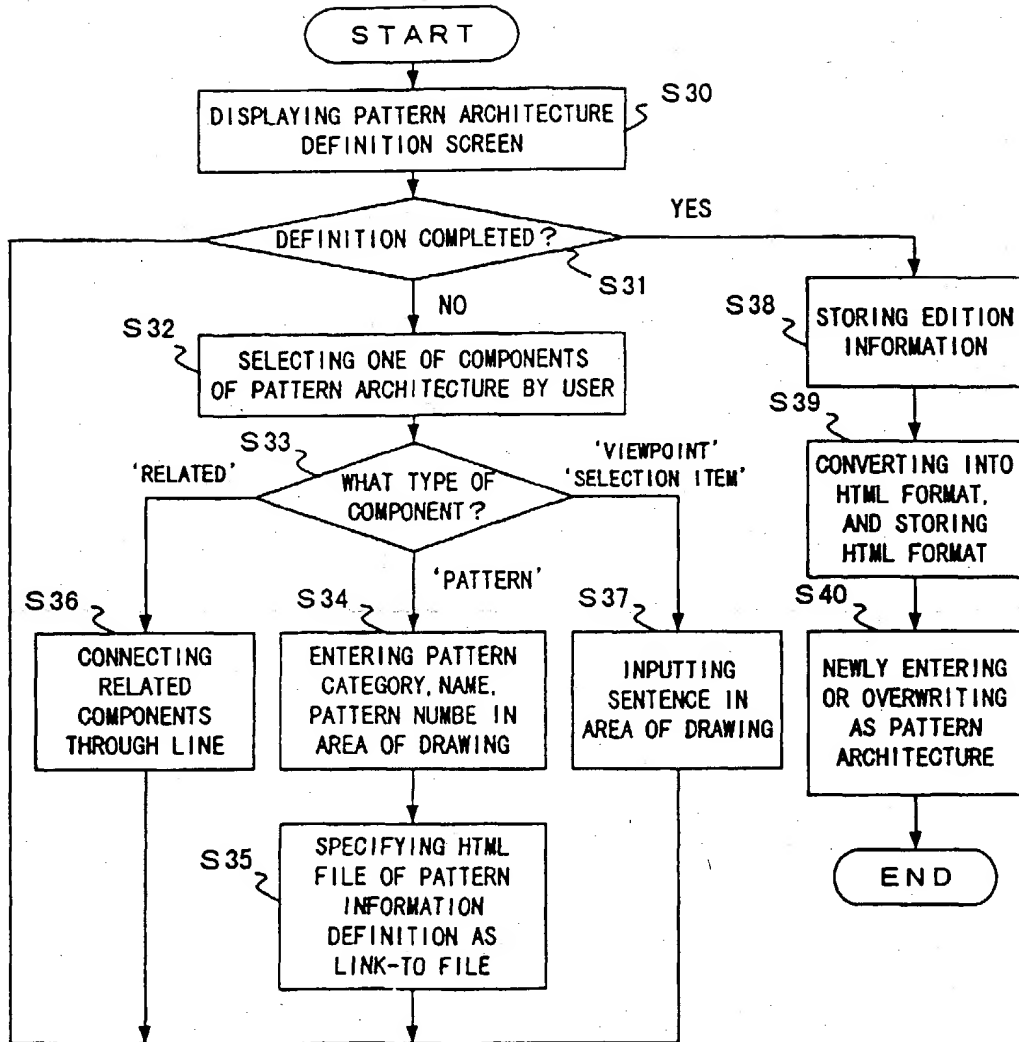 START
S30
DISPLAYING PATTERN ARCHITECTURE
DEFINITION SCREEN
YES
DEFINITION COMPLETED?
S31
NO
S32
SELECTING ONE OF COMPONENTS
OF PATTERN ARCHITECTURE BY USER
S33
WHAT TYPE OF
COMPONENT?
'RELATED'
'VIEWPOINT'
'SELECTION ITEM'
'PATTERN'
S36
CONNECTING
RELATED
COMPONENTS
THROUGH LINE
S34
ENTERING PATTERN
CATEGORY, NAME,
PATTERN NUMBE IN
AREA OF DRAWING
S37
INPUTTING
SENTENCE IN
AREA OF DRAWING
S35
SPECIFYING HTML
FILE OF PATTERN
INFORMATION
DEFINITION AS
LINK-TO FILE
S38
STORING EDITION
INFORMATION
S39
CONVERTING INTO
HTML FORMAT,
AND STORING
HTML FORMAT
S40
NEWLY ENTERING
OR OVERWRITING
AS PATTERN
ARCHITECTURE
END